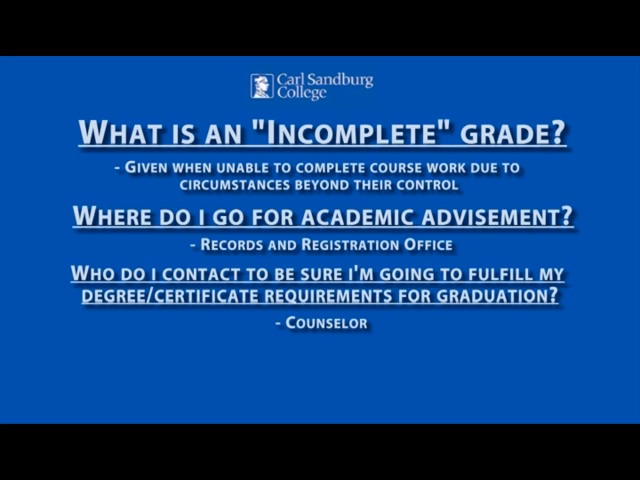 Carl Sandburg
College
What is an "Incomplete" grade?
- Given when unable to complete course work due to
circumstances beyond their control
Where do I go for academic advisement?
- Records and Registration Office
Who do I contact to be sure I'm going to fulfill my
degree/certificate requirements for graduation?
- Counselor